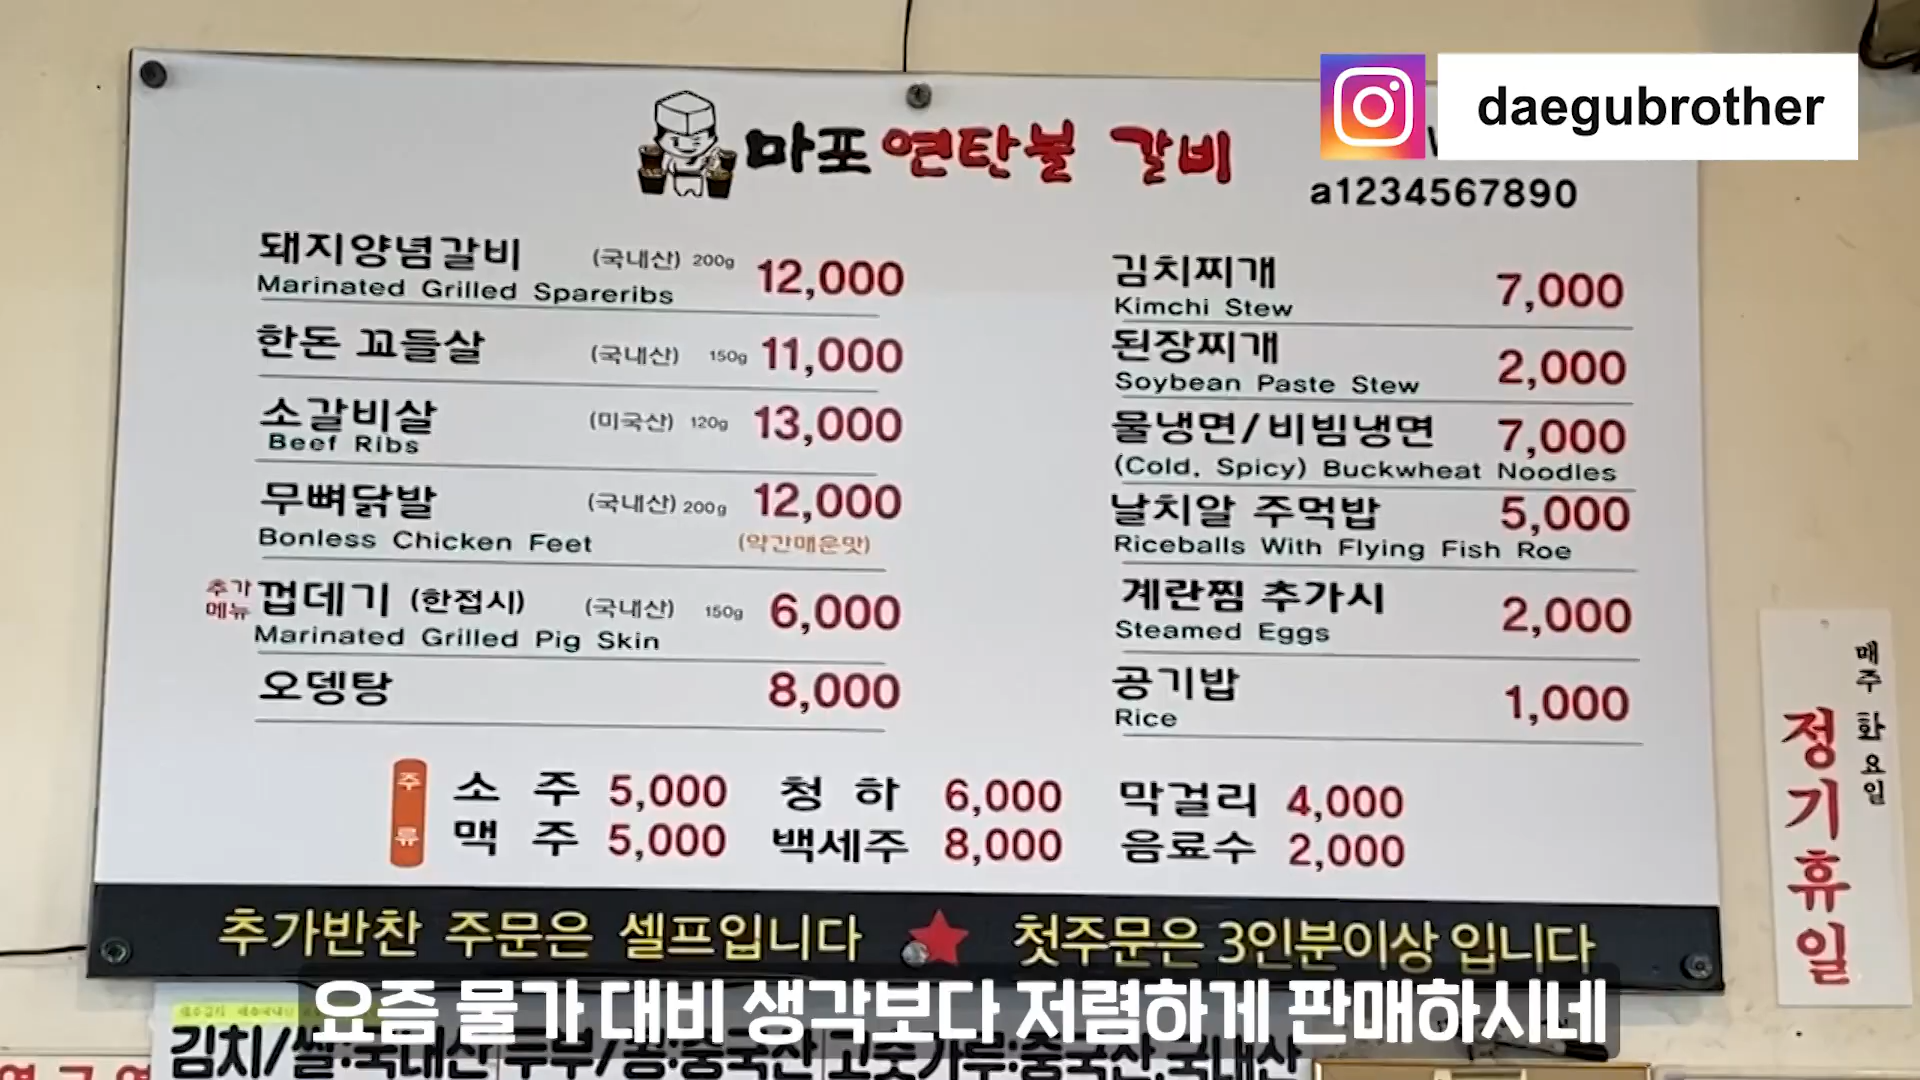 daegubrother
마포 연탄불 갈비
a1234567890
돼지양념갈비 (국내산) 200g 12,000
Marinated Grilled Spareribs
한돈 꼬들살 (국내산) 150g 11,000
소갈비살 (미국산) 120g 13,000
Beef Ribs
무뼈닭발 (국내산) 200g 12,000
Bonless Chicken Feet (약간매운맛)
추가메뉴 껍데기 (한접시) (국내산) 150g 6,000
Marinated Grilled Pig Skin
오뎅탕 8,000
김치찌개 7,000
Kimchi Stew
된장찌개 2,000
Soybean Paste Stew
물냉면/비빔냉면 7,000
(Cold, Spicy) Buckwheat Noodles
날치알 주먹밥 5,000
Riceballs With Flying Fish Roe
계란찜 추가시 2,000
Steamed Eggs
공기밥 1,000
Rice
주류
소주 5,000 청하 6,000 막걸리 4,000
맥주 5,000 백세주 8,000 음료수 2,000
추가반찬 주문은 셀프입니다 ★ 첫주문은 3인분이상 입니다
매주 화요일
정기휴일
요즘 물가 대비 생각보다 저렴하게 판매하시네
김치/쌀:국내산 두부/콩:중국산 고춧가루:중국산,국내산